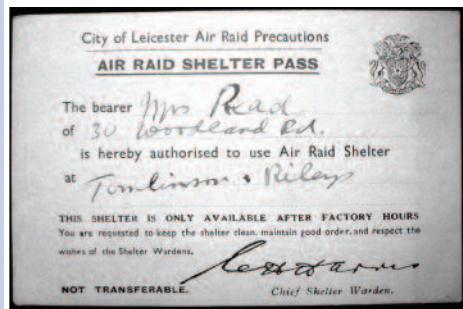 City of Leicester Air Raid Precautions
AIR RAID SHELTER PASS
The bearer Mrs Read
of 30 Woodland Rd.
is hereby authorised to use Air Raid Shelter
at Tomlinson & Rileys
THIS SHELTER IS ONLY AVAILABLE AFTER FACTORY HOURS
You are requested to keep the shelter clean, maintain good order, and respect the
wishes of the Shelter Wardens.
Harris
NOT TRANSFERABLE. Chief Shelter Warden.